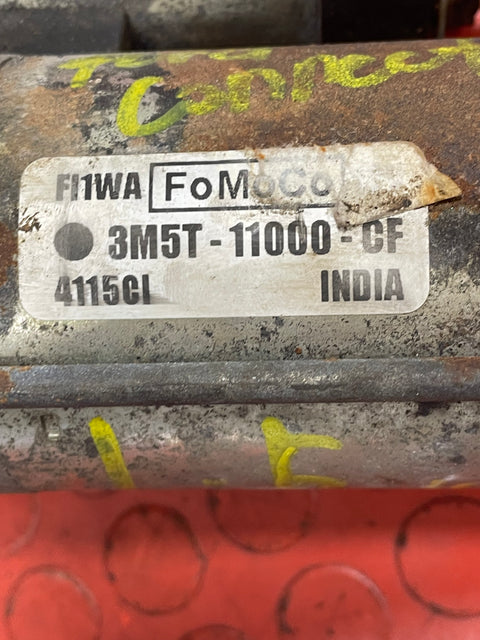 Connect
FI1WA FoMoCo
3M5T - 11000 - CF
4115CI INDIA